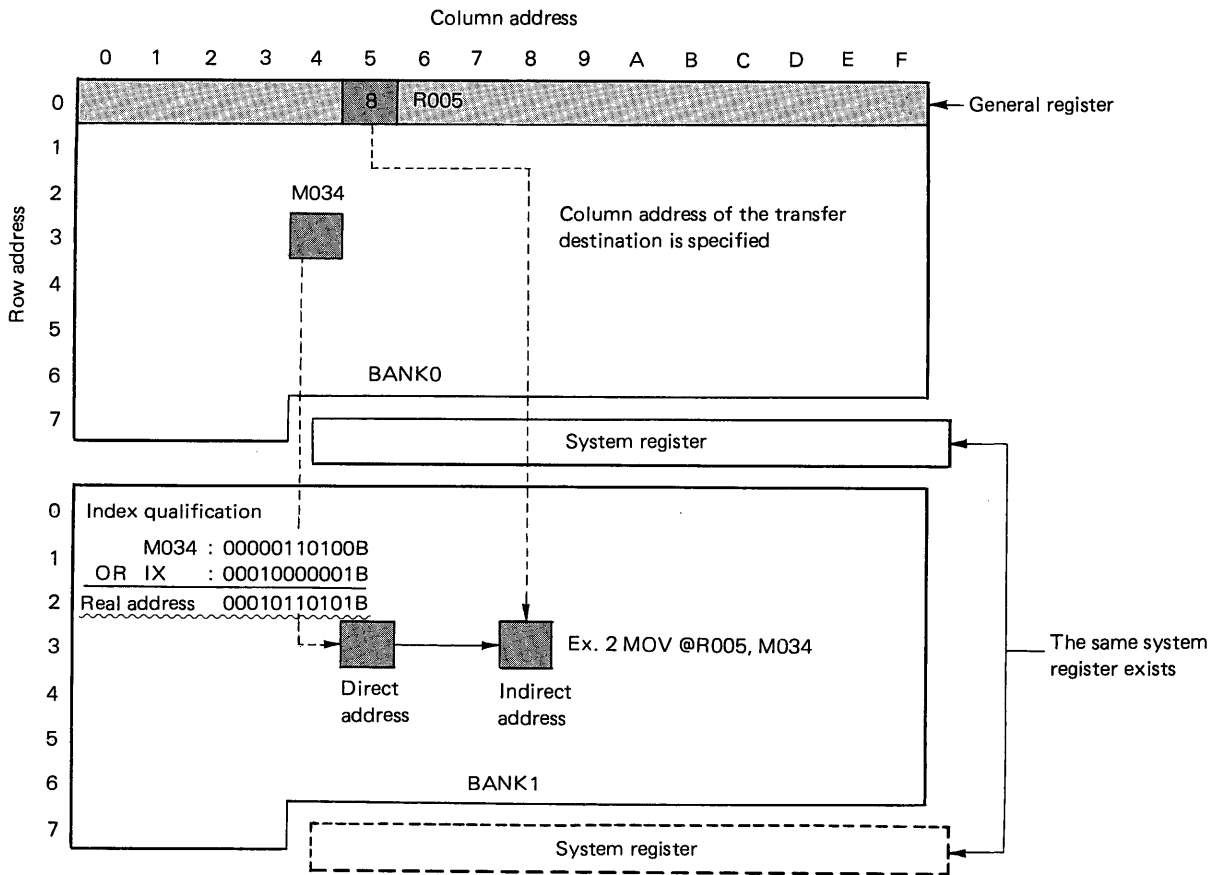 Column address
0 1 2 3 4 5 6 7 8 9 A B C D E F
0 8 R005 General register
1
2 M034
Column address of the transfer
destination is specified
3
Row address
4
5
6 BANK0
7
System register
0 Index qualification
M034 : 00000110100B
1
OR IX : 00010000001B
2 Real address 00010110101B
3 Ex. 2 MOV @R005, M034
The same system
register exists
4 Direct
address
Indirect
address
5
6 BANK1
7
System register